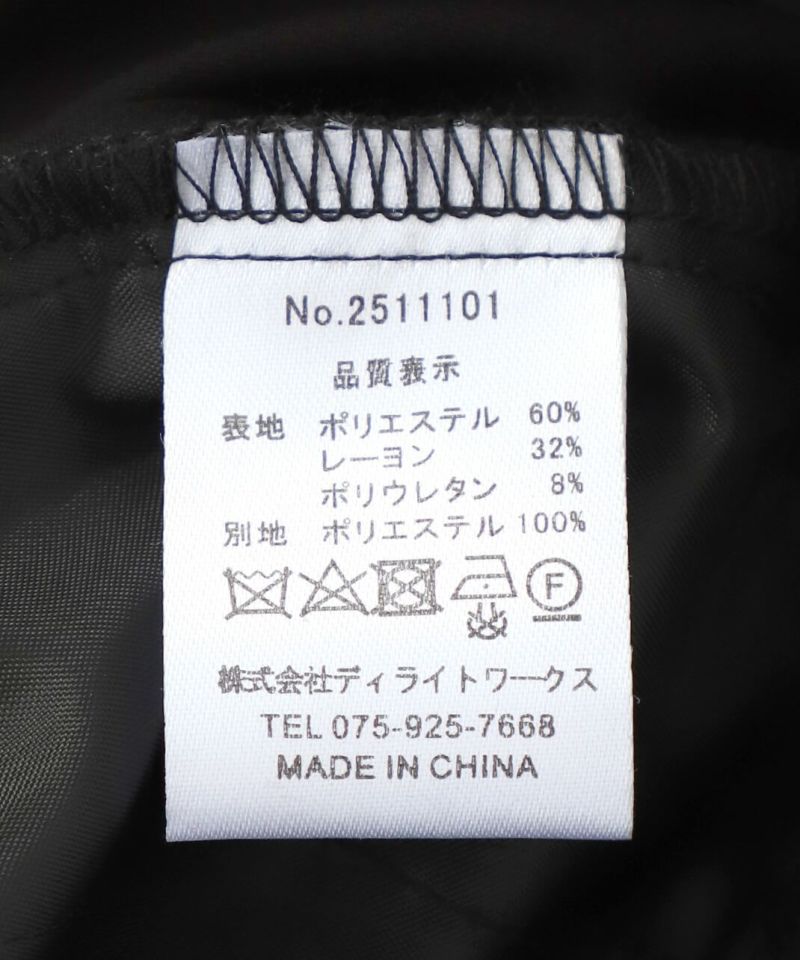 No.2511101
品質表示
表地 ポリエステル 60%
レーヨン 32%
ポリウレタン 8%
別地 ポリエステル 100%
F
株式会社ディライトワークス
TEL 075-925-7668
MADE IN CHINA